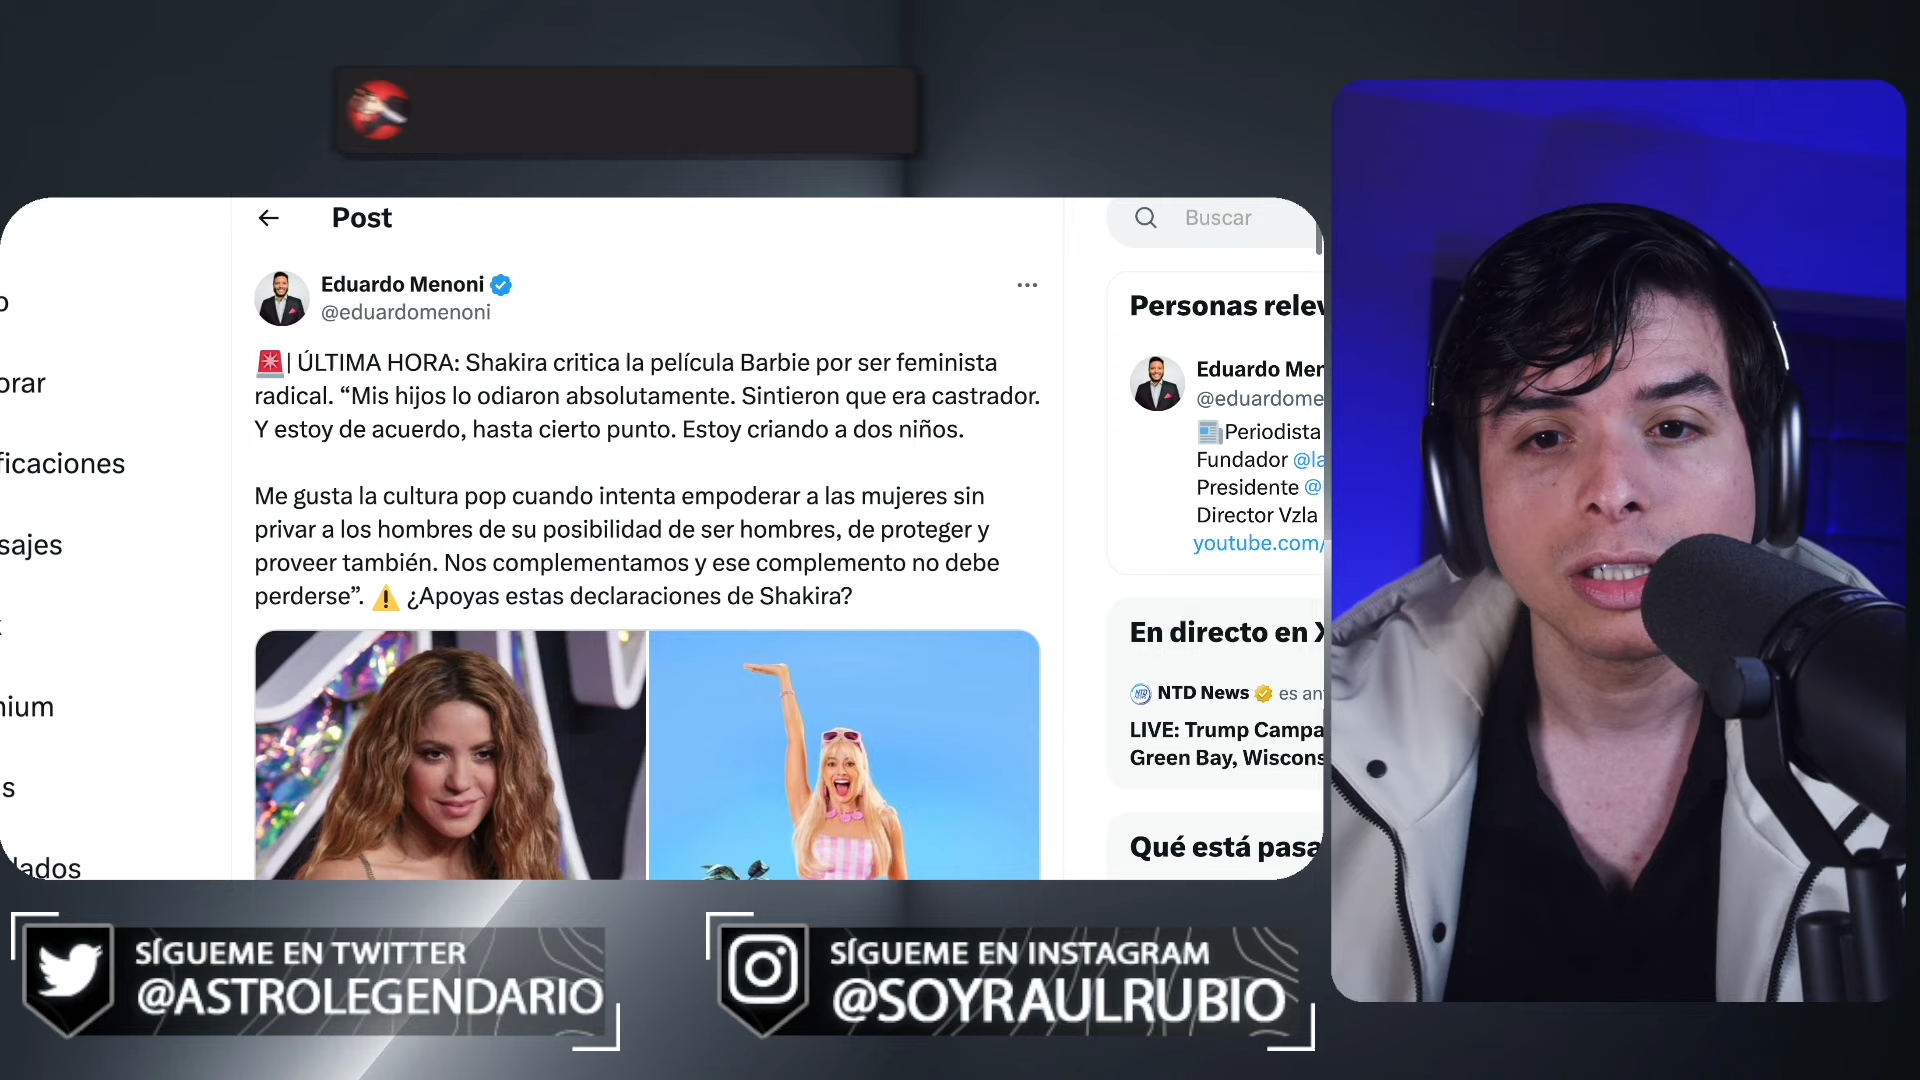 Post
Buscar
Eduardo Menoni
@eduardomenoni
| ÚLTIMA HORA: Shakira critica la película Barbie por ser feminista
radical. “Mis hijos lo odiaron absolutamente. Sintieron que era castrador.
Y estoy de acuerdo, hasta cierto punto. Estoy criando a dos niños.
Me gusta la cultura pop cuando intenta empoderar a las mujeres sin
privar a los hombres de su posibilidad de ser hombres, de proteger y
proveer también. Nos complementamos y ese complemento no debe
perderse”. ⚠️ ¿Apoyas estas declaraciones de Shakira?
o
orar
ficaciones
sajes
nium
s
lados
Personas relev
Eduardo Men
@eduardome
Periodista
Fundador @la
Presidente @
Director Vzla
youtube.com/
En directo en X
NTD News es an
LIVE: Trump Campa
Green Bay, Wiscons
Qué está pasa
SÍGUEME EN TWITTER
@ASTROLEGENDARIO
SÍGUEME EN INSTAGRAM
@SOYRAULRUBIO